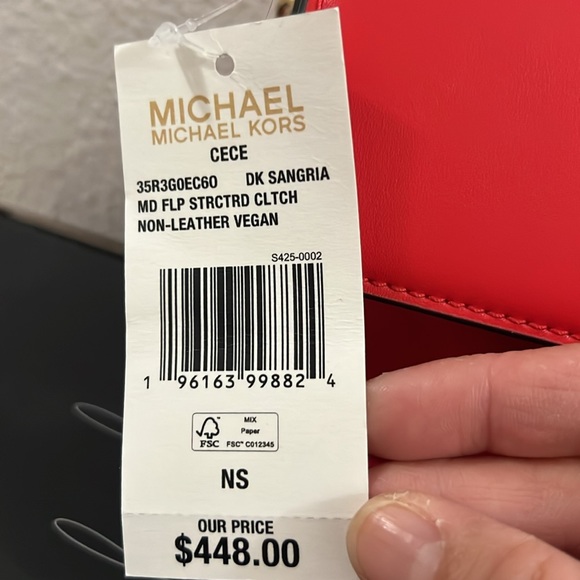 MICHAEL
MICHAEL KORS
CECE
35R3G0EC6O DK SANGRIA
MD FLP STRCTRD CLTCH
NON-LEATHER VEGAN
S425-0002
1 96163 99882 4
FSC
MIX
Paper
FSC™ C012345
NS
OUR PRICE
$448.00